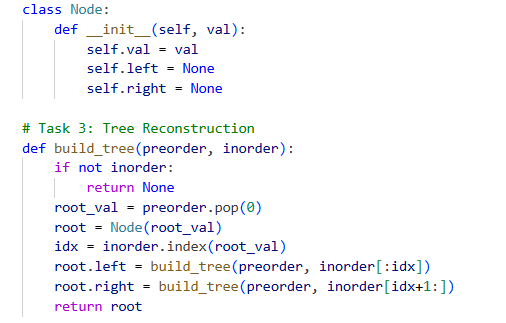 class Node:
    def __init__(self, val):
        self.val = val
        self.left = None
        self.right = None

# Task 3: Tree Reconstruction
def build_tree(preorder, inorder):
    if not inorder:
        return None
    root_val = preorder.pop(0)
    root = Node(root_val)
    idx = inorder.index(root_val)
    root.left = build_tree(preorder, inorder[:idx])
    root.right = build_tree(preorder, inorder[idx+1:])
    return root